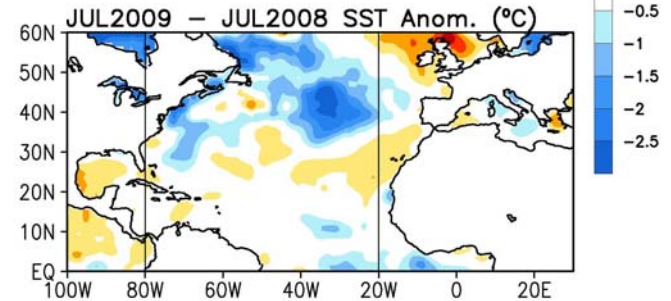 JUL2009 – JUL2008 SST Anom. (°C)
60N
50N
40N
30N
20N
10N
EQ
100W 80W 60W 40W 20W 0 20E
-0.5
-1
-1.5
-2
-2.5